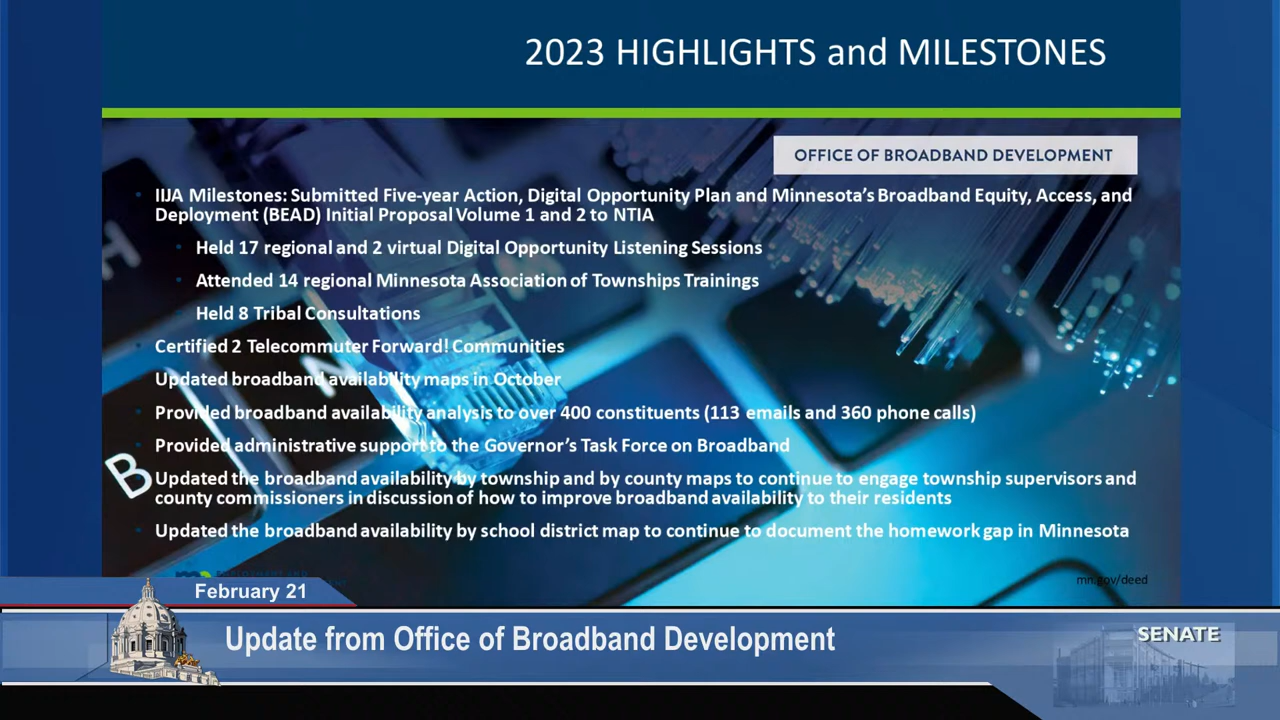 2023 HIGHLIGHTS and MILESTONES
OFFICE OF BROADBAND DEVELOPMENT
IIJA Milestones: Submitted Five-year Action, Digital Opportunity Plan and Minnesota's Broadband Equity, Access, and
Deployment (BEAD) Initial Proposal Volume 1 and 2 to NTIA
Held 17 regional and 2 virtual Digital Opportunity Listening Sessions
Attended 14 regional Minnesota Association of Townships Trainings
Held 8 Tribal Consultations
Certified 2 Telecommuter Forward! Communities
Updated broadband availability maps in October
Provided broadband availability analysis to over 400 constituents (113 emails and 360 phone calls)
Provided administrative support to the Governor's Task Force on Broadband
B
Updated the broadband availability by township and by county maps to continue to engage township supervisors and
county commissioners in discussion of how to improve broadband availability to their residents
Updated the broadband availability by school district map to continue to document the homework gap in Minnesota
mn.gov/deed
February 21
Update from Office of Broadband Development
SENATE